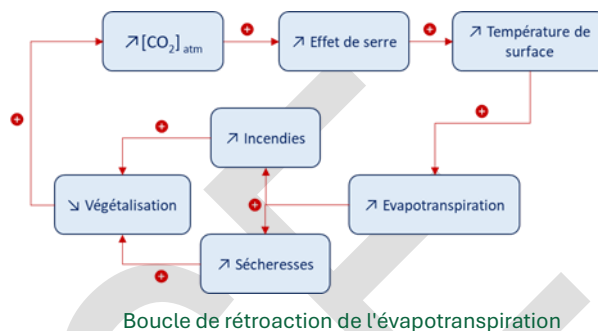 ↗[CO₂] atm
↗ Effet de serre
↗ Température de
surface
↗ Incendies
↘ Végétalisation
↗ Evapotranspiration
↗ Sécheresses
Boucle de rétroaction de l'évapotranspiration